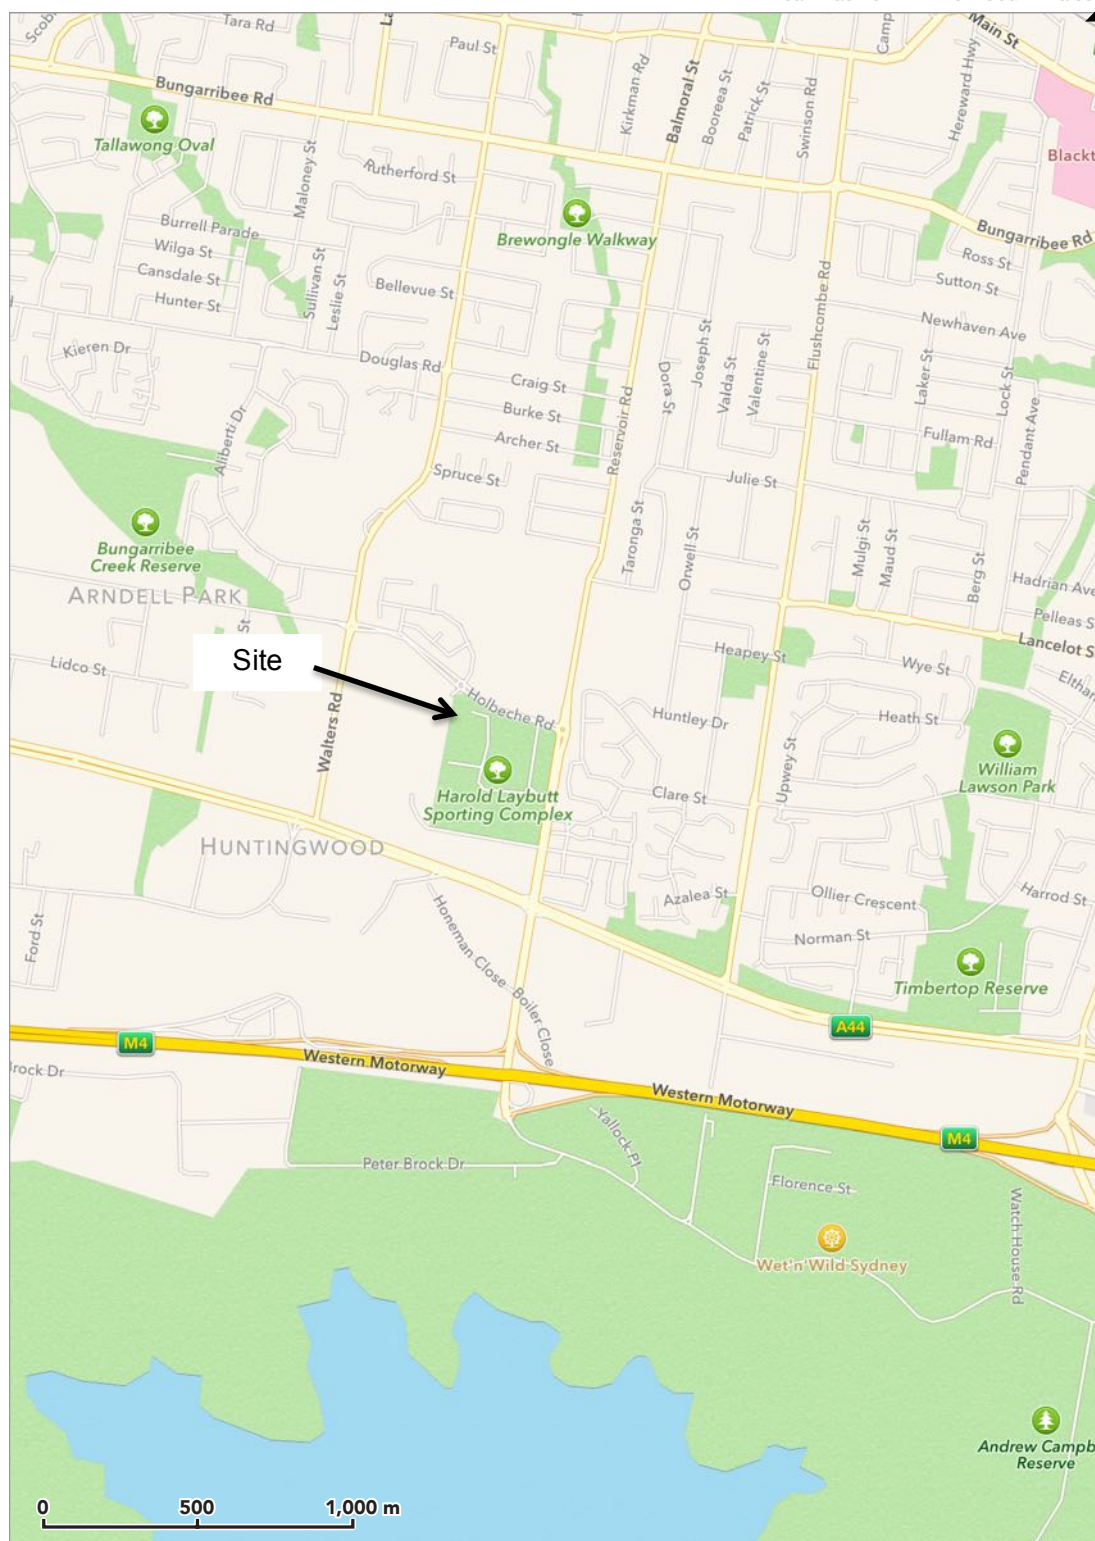 Main St
Tara Rd
Paul St
Kirkman Rd
Balmoral St
Booreea St
Patrick St
Swinson Rd
Hereward Hwy
Bungarribee Rd
Tallawong Oval
Maloney St
Rutherford St
Burrell Parade
Wilga St
Cansdale St
Hunter St
Sullivan St
Leslie St
Bellevue St
Brewongle Walkway
Bungarribee Rd
Ross St
Sutton St
Newhaven Ave
Flushcombe Rd
Kieren Dr
Douglas Rd
Craig St
Burke St
Archer St
Spruce St
Reservoir Rd
Dora St
Joseph St
Valda St
Valentine St
Laker St
Lock St
Pendant Ave
Fullam Rd
Julie St
Aliberti Dr
Bungarribee
Creek Reserve
ARNDELL PARK
Taronga St
Orwell St
Mulgi St
Maud St
Berg St
Hadrian Ave
Pelleas S
Lancelot S
St
Lidco St
Site
Walters Rd
Holbeche Rd
Heapey St
Wye St
Huntley Dr
Heath St
Upwey St
William
Lawson Park
Harold Laybutt
Sporting Complex
Clare St
HUNTINGWOOD
Azalea St
Ollier Crescent
Harrod St
Norman St
Ford St
Honeman Close
Boiler Close
Timbertop Reserve
A44
M4
Western Motorway
Western Motorway
M4
Peter Brock Dr
Yallock Pl
Florence St
Watch House Rd
Wet'n'Wild Sydney
Andrew Campb
Reserve
0 500 1,000 m